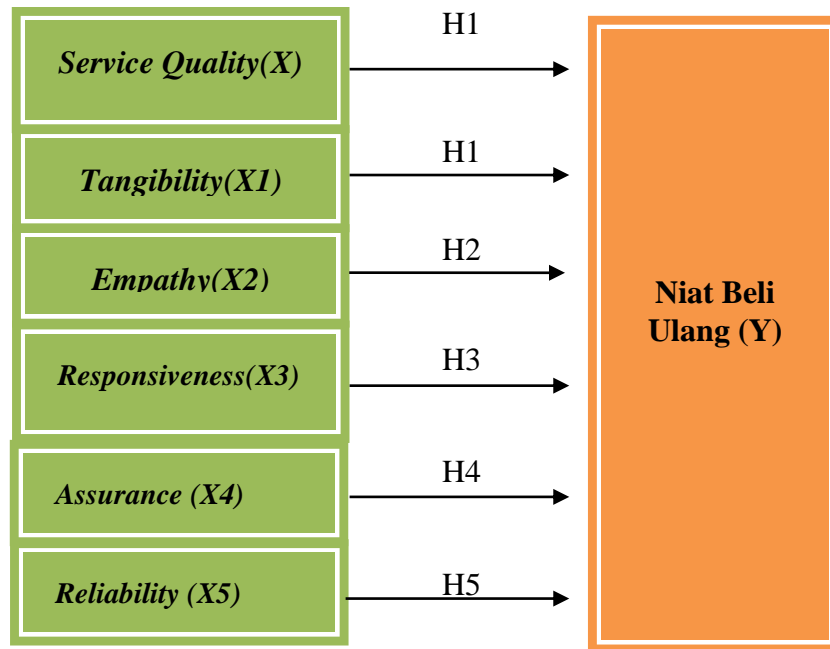 H1
Service Quality(X)
H1
Tangibility(X1)
H2
Empathy(X2)
Niat Beli
Ulang (Y)
H3
Responsiveness(X3)
H4
Assurance (X4)
H5
Reliability (X5)